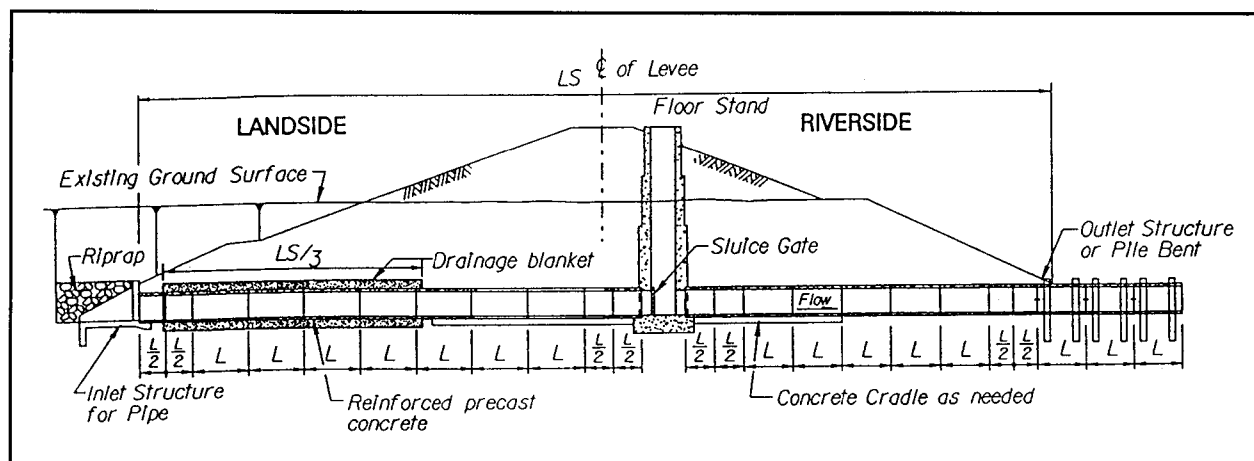 LS ℄ of Levee
Floor Stand
LANDSIDE
RIVERSIDE
Existing Ground Surface
Sluice Gate
Outlet Structure
or Pile Bent
Riprap
LS/3
Drainage blanket
Flow
L/2 L/2 L L L L L L L L/2 L/2 L/2 L/2 L L L L L L/2 L/2 L L L
Inlet Structure
for Pipe
Reinforced precast
concrete
Concrete Cradle as needed